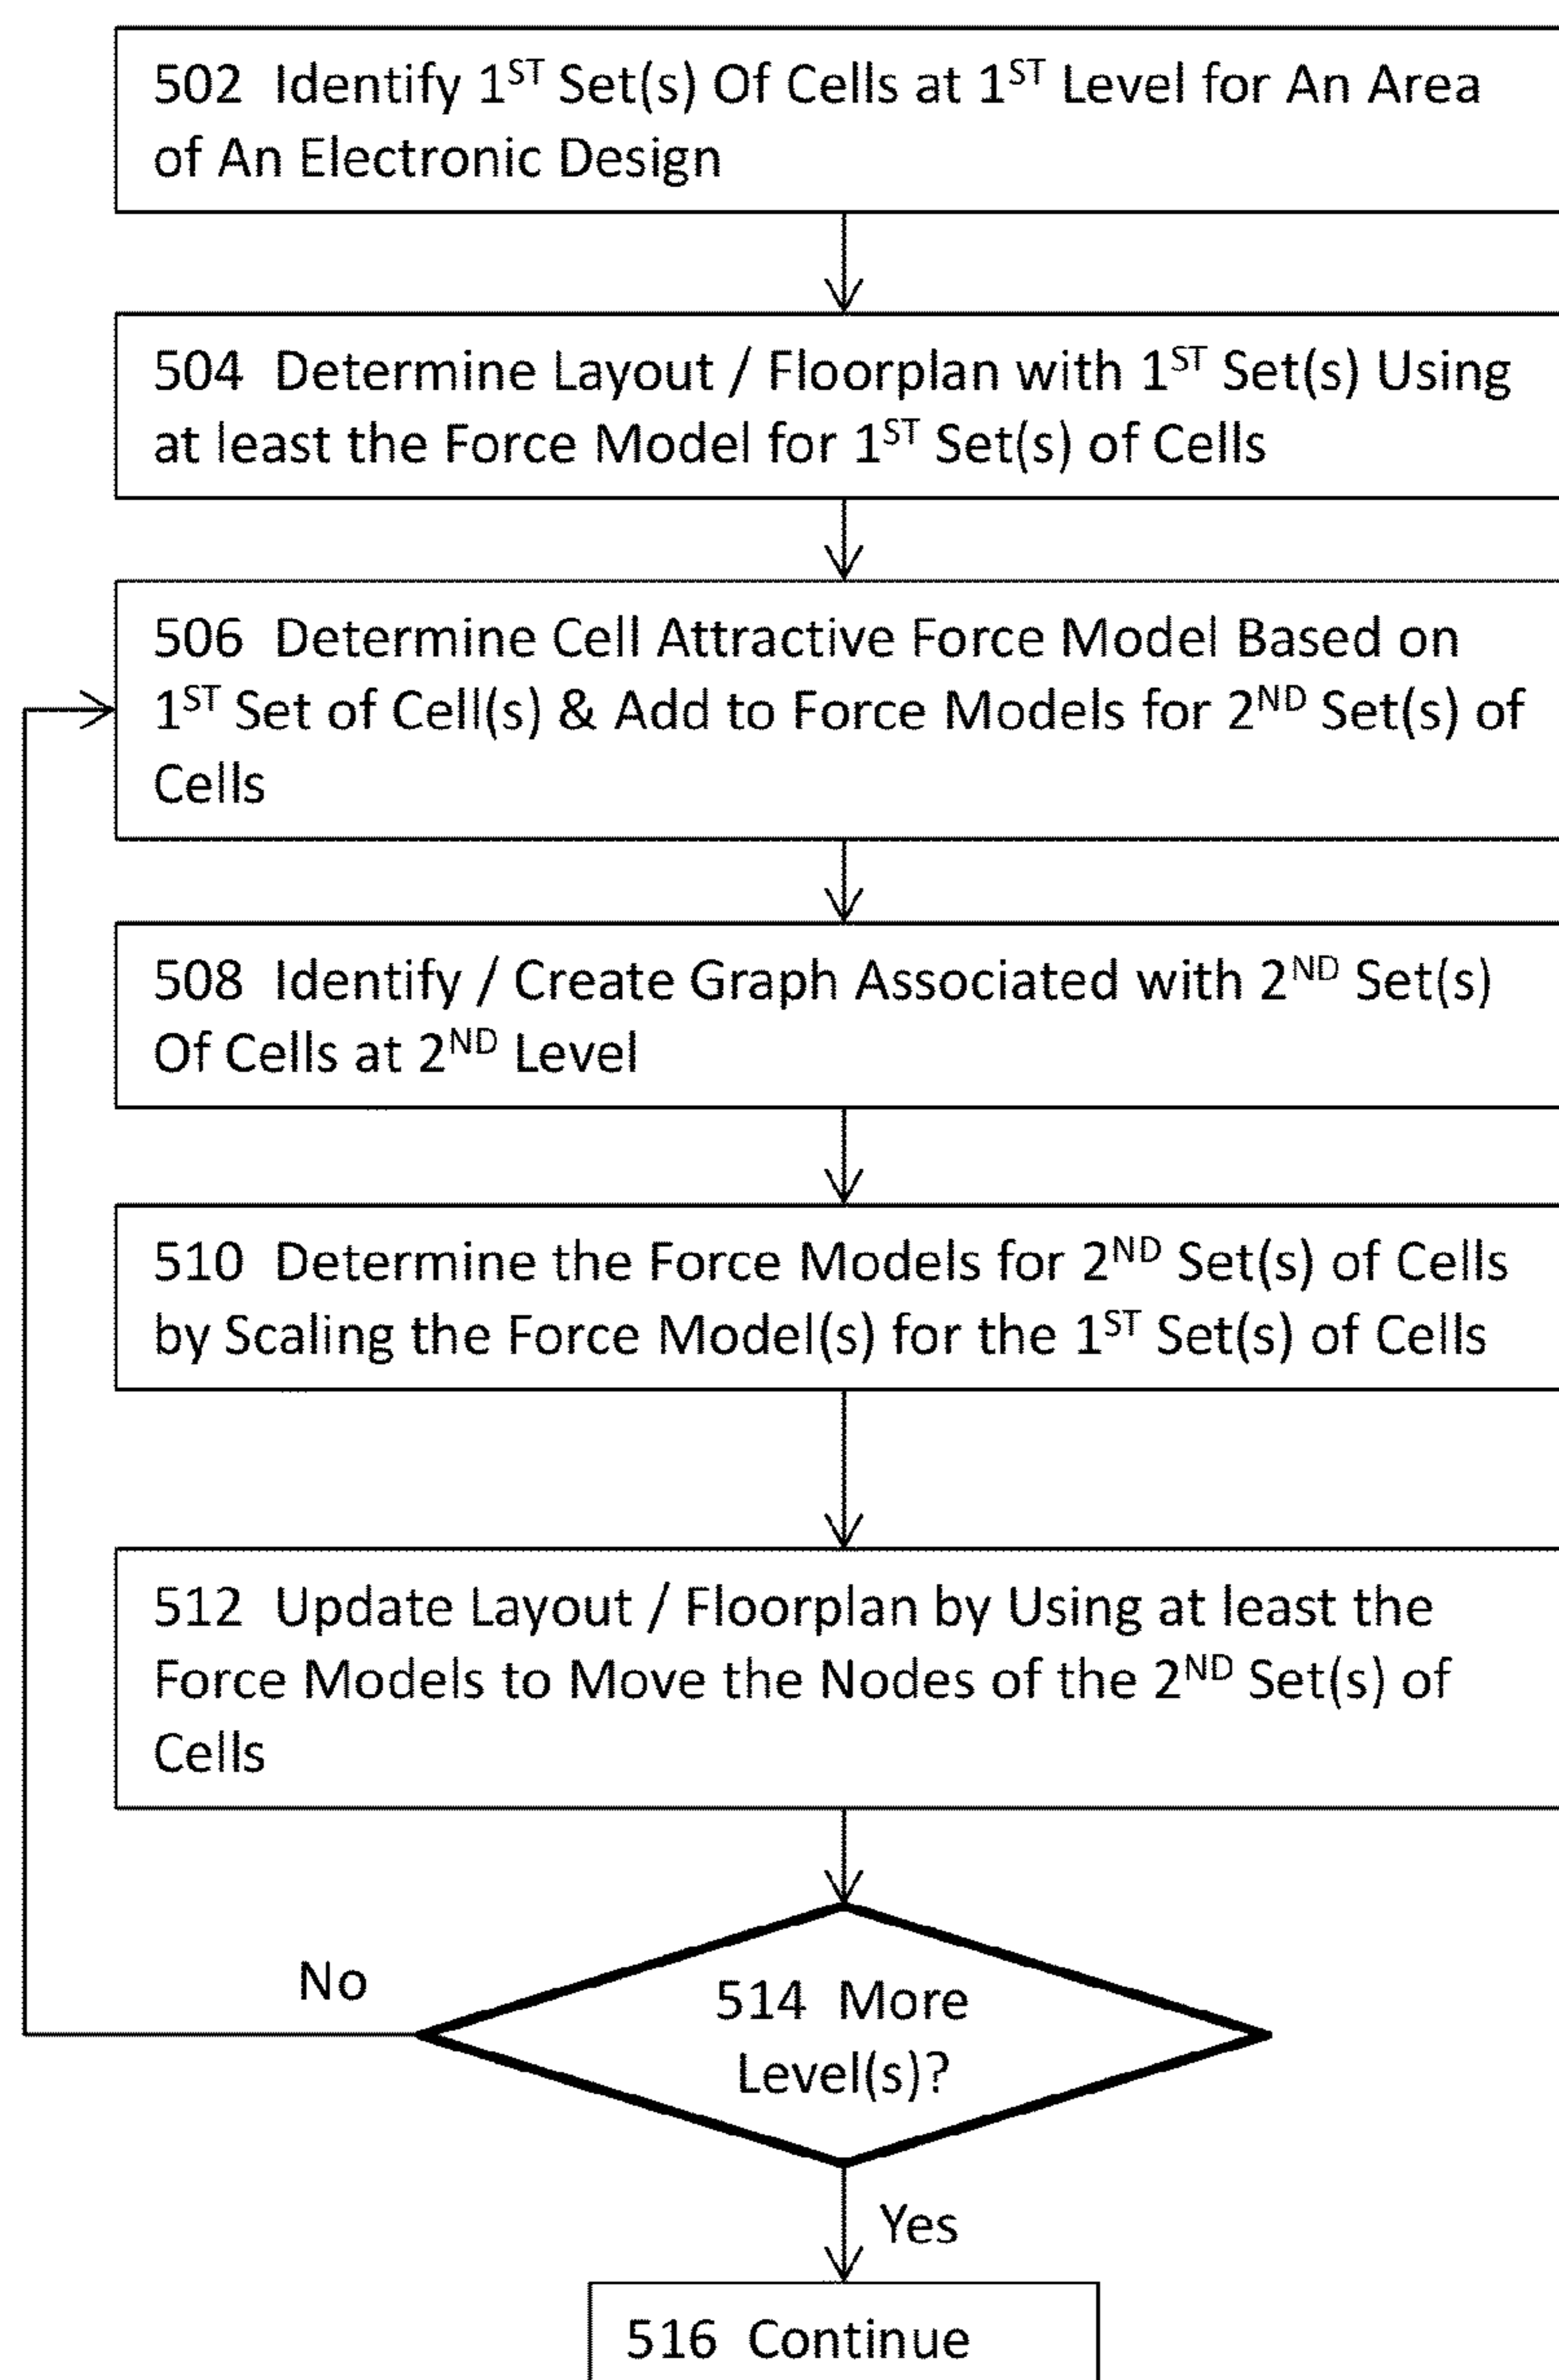 502 Identify 1ST Set(s) Of Cells at 1ST Level for An Area
of An Electronic Design
504 Determine Layout / Floorplan with 1ST Set(s) Using
at least the Force Model for 1ST Set(s) of Cells
506 Determine Cell Attractive Force Model Based on
1ST Set of Cell(s) & Add to Force Models for 2ND Set(s) of
Cells
508 Identify / Create Graph Associated with 2ND Set(s)
Of Cells at 2ND Level
510 Determine the Force Models for 2ND Set(s) of Cells
by Scaling the Force Model(s) for the 1ST Set(s) of Cells
512 Update Layout / Floorplan by Using at least the
Force Models to Move the Nodes of the 2ND Set(s) of
Cells
No
514 More
Level(s)?
Yes
516 Continue